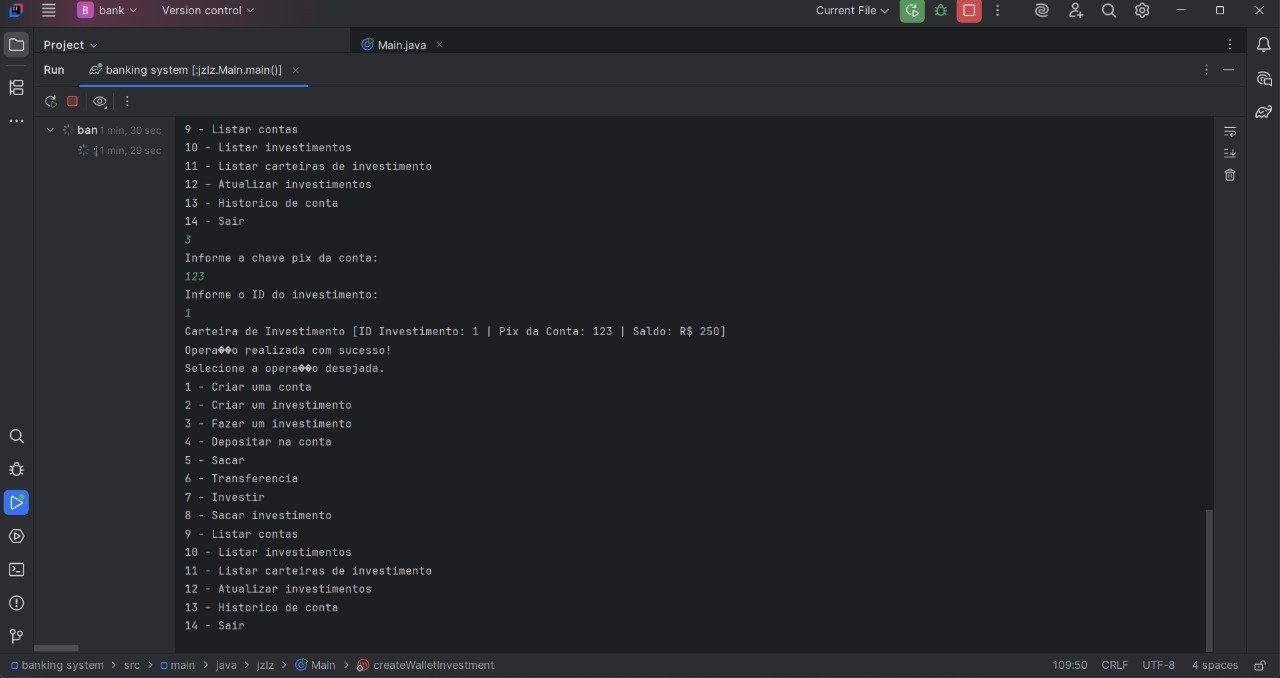 B bank Version control Current File
Project Main.java
Run banking system [:jzlz.Main.main()]
ban 1 min, 30 sec
: 1 min, 29 sec
9 - Listar contas
10 - Listar investimentos
11 - Listar carteiras de investimento
12 - Atualizar investimentos
13 - Historico de conta
14 - Sair
3
Informe a chave pix da conta:
123
Informe o ID do investimento:
1
Carteira de Investimento [ID Investimento: 1 | Pix da Conta: 123 | Saldo: R$ 250]
Opera��o realizada com sucesso!
Selecione a opera��o desejada.
1 - Criar uma conta
2 - Criar um investimento
3 - Fazer um investimento
4 - Depositar na conta
5 - Sacar
6 - Transferencia
7 - Investir
8 - Sacar investimento
9 - Listar contas
10 - Listar investimentos
11 - Listar carteiras de investimento
12 - Atualizar investimentos
13 - Historico de conta
14 - Sair
banking system > src > main > java > jzlz > Main > createWalletInvestment 109:50 CRLF UTF-8 4 spaces